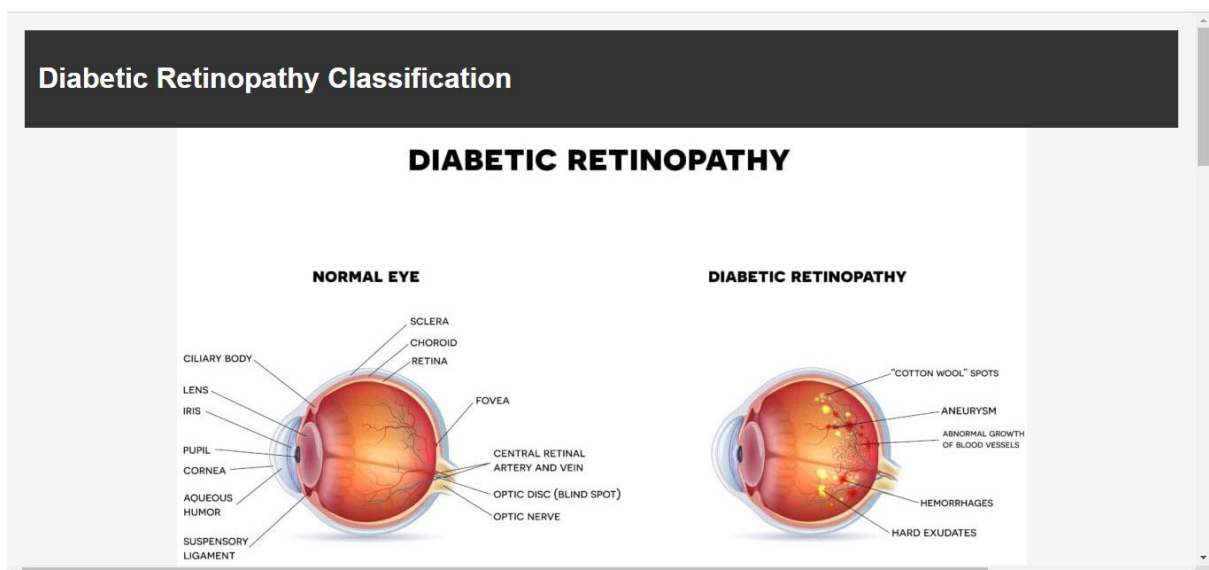 Diabetic Retinopathy Classification
DIABETIC RETINOPATHY
NORMAL EYE
SCLERA
CHOROID
RETINA
CILIARY BODY
LENS
IRIS
FOVEA
PUPIL
CORNEA
CENTRAL RETINAL
ARTERY AND VEIN
AQUEOUS
HUMOR
OPTIC DISC (BLIND SPOT)
OPTIC NERVE
SUSPENSORY
LIGAMENT
DIABETIC RETINOPATHY
"COTTON WOOL" SPOTS
ANEURYSM
ABNORMAL GROWTH
OF BLOOD VESSELS
HEMORRHAGES
HARD EXUDATES